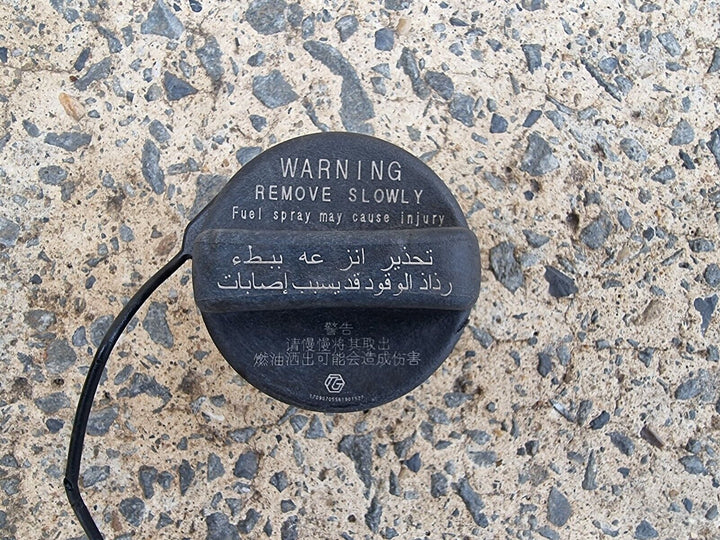 WARNING
REMOVE SLOWLY
Fuel spray may cause injury
تحذير انز عه ببطء
رذاذ الوقود قد يسبب إصابات
警告
请慢慢将其取出
燃油洒出可能会造成伤害